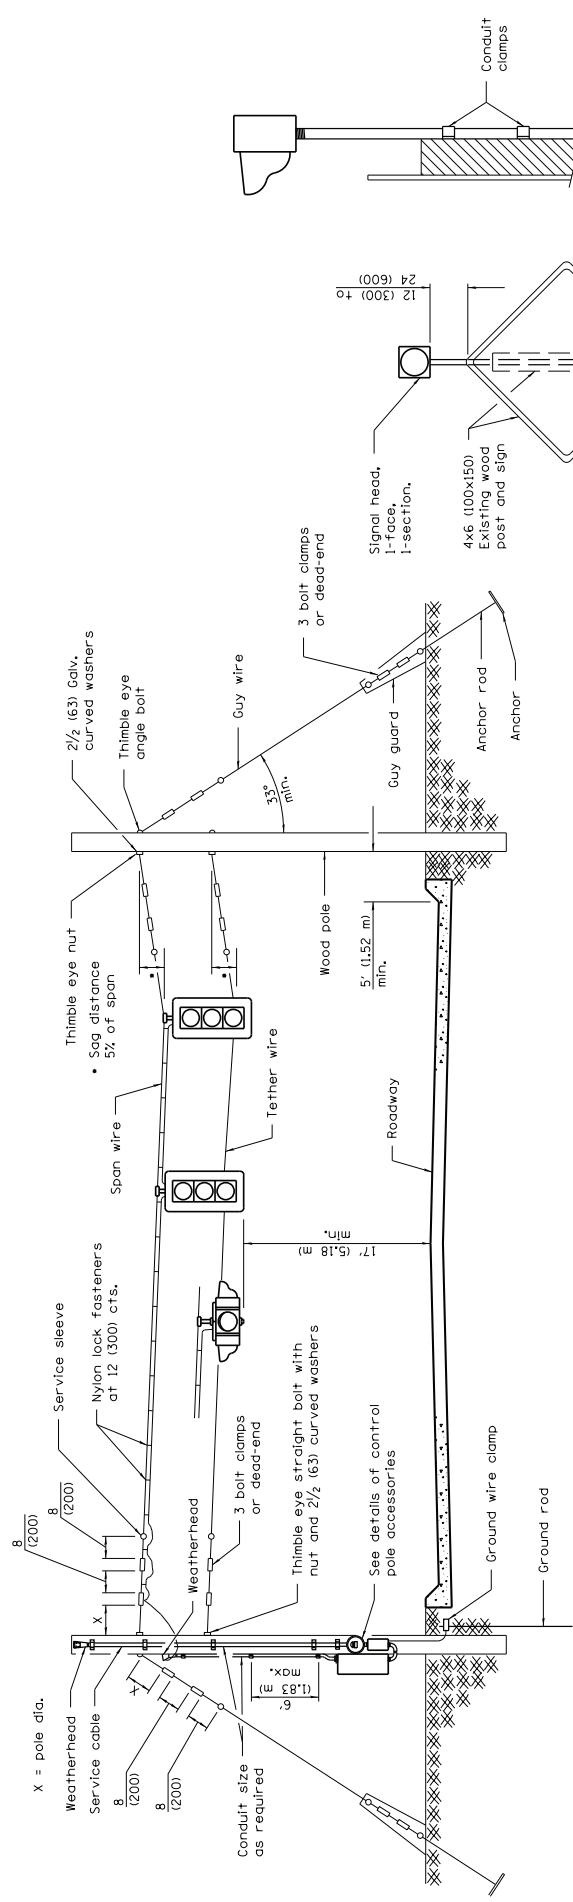 X = pole dia.
Weatherhead
Service cable
8
(200)
8
(200)
X
Conduit size
as required
6'
(1.83 m)
max.
8
(200)
8
(200)
X
Service sleeve
Nylon lock fasteners
at 12 (300) cts.
Weatherhead
3 bolt clamps
or dead-end
Thimble eye straight bolt with
nut and 2½ (63) curved washers
See details of control
pole accessories
Ground wire clamp
Ground rod
Span wire
Tether wire
17' (5.18 m)
min.
Roadway
Thimble eye nut
• Sag distance
5% of span
•
•
Wood pole
5' (1.52 m)
min.
2½ (63) Galv.
curved washers
Thimble eye
angle bolt
Guy wire
33°
min.
3 bolt clamps
or dead-end
Guy guard
Anchor rod
Anchor
Signal head,
1-face,
1-section.
4x6 (100x150)
Existing wood
post and sign
12 (300) to
24 (600)
Conduit
clamps